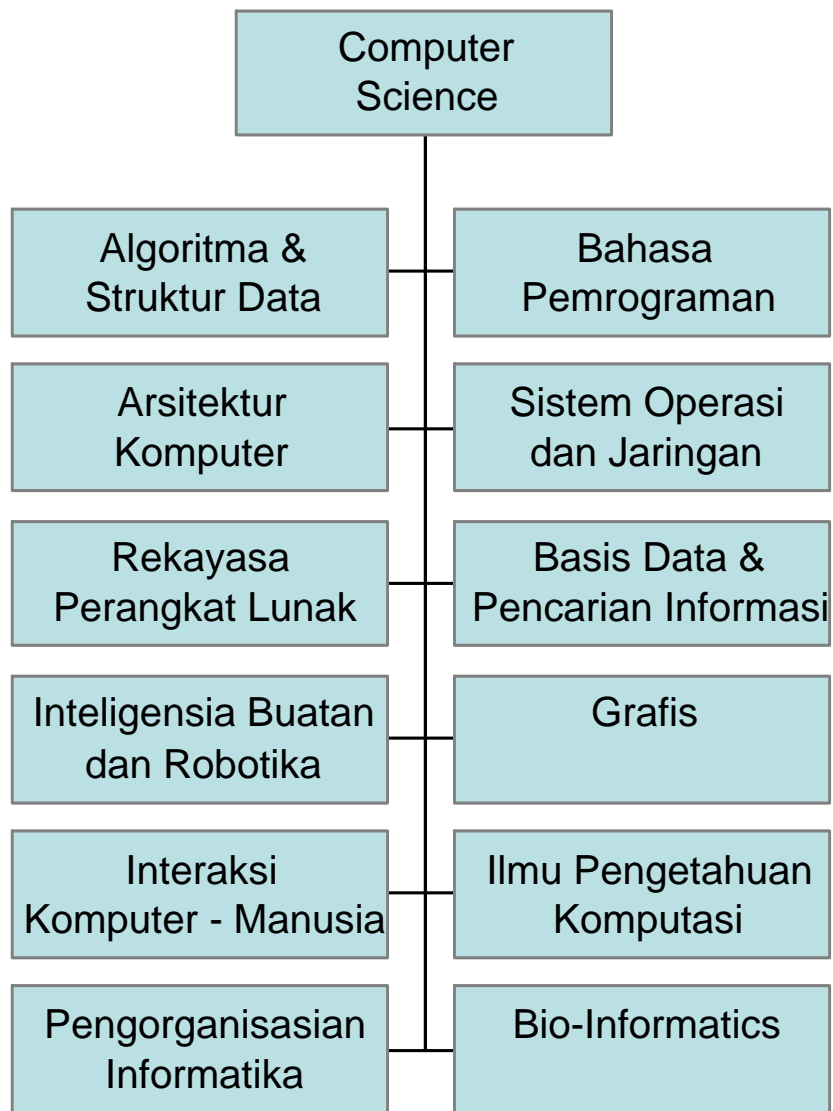 Computer
Science
Algoritma &
Struktur Data
Bahasa
Pemrograman
Arsitektur
Komputer
Sistem Operasi
dan Jaringan
Rekayasa
Perangkat Lunak
Basis Data &
Pencarian Informasi
Inteligensia Buatan
dan Robotika
Grafis
Interaksi
Komputer - Manusia
Ilmu Pengetahuan
Komputasi
Pengorganisasian
Informatika
Bio-Informatics